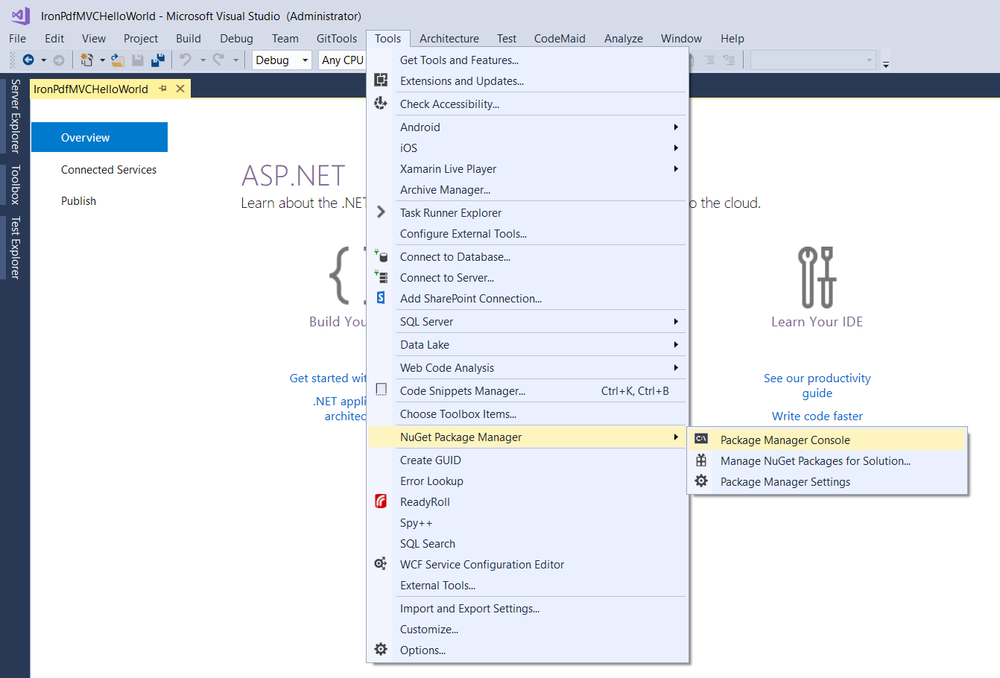 IronPdfMVCHelloWorld - Microsoft Visual Studio (Administrator)
File Edit View Project Build Debug Team GitTools Tools Architecture Test CodeMaid Analyze Window Help
Debug Any CPU
Server Explorer
Toolbox
Test Explorer
IronPdfMVCHelloWorld
Overview
Connected Services
Publish
ASP.NET
Learn about the .NET
o the cloud.
Build You
Get started wit
.NET appli
architec
Learn Your IDE
See our productivity
guide
Write code faster
Get Tools and Features...
Extensions and Updates...
Check Accessibility...
Android
iOS
Xamarin Live Player
Archive Manager...
Task Runner Explorer
Configure External Tools...
Connect to Database...
Connect to Server...
Add SharePoint Connection...
SQL Server
Data Lake
Web Code Analysis
Code Snippets Manager... Ctrl+K, Ctrl+B
Choose Toolbox Items...
NuGet Package Manager
Create GUID
Error Lookup
ReadyRoll
Spy++
SQL Search
WCF Service Configuration Editor
External Tools...
Import and Export Settings...
Customize...
Options...
C:\
Package Manager Console
Manage NuGet Packages for Solution...
Package Manager Settings